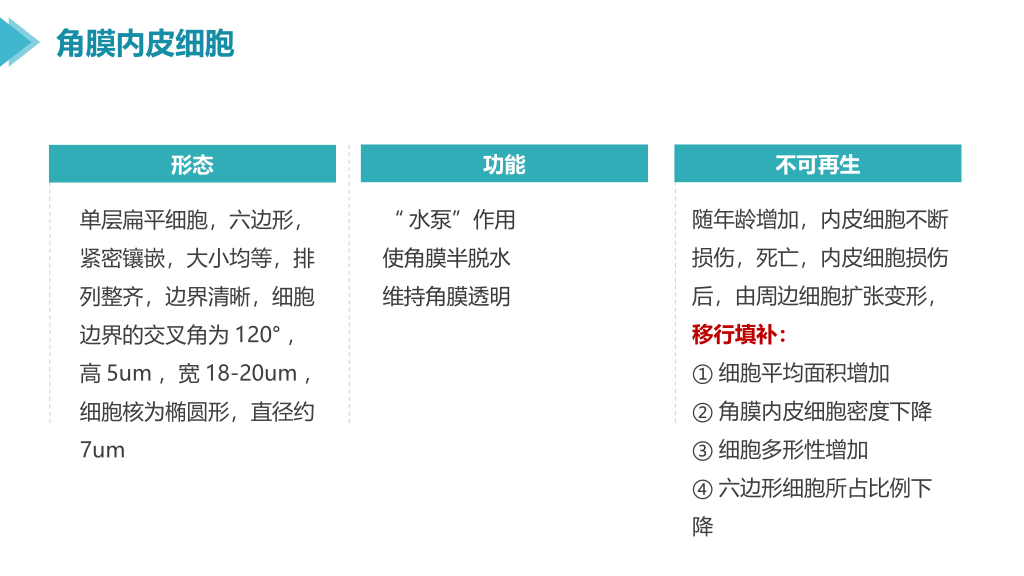 角膜内皮细胞
形态
单层扁平细胞，六边形，
紧密镶嵌，大小均等，排
列整齐，边界清晰，细胞
边界的交叉角为 120° ，
高 5um ，宽 18-20um ，
细胞核为椭圆形，直径约
7um
功能
“ 水泵”作用
使角膜半脱水
维持角膜透明
不可再生
随年龄增加，内皮细胞不断
损伤，死亡，内皮细胞损伤
后，由周边细胞扩张变形，
移行填补：
① 细胞平均面积增加
② 角膜内皮细胞密度下降
③ 细胞多形性增加
④ 六边形细胞所占比例下
降